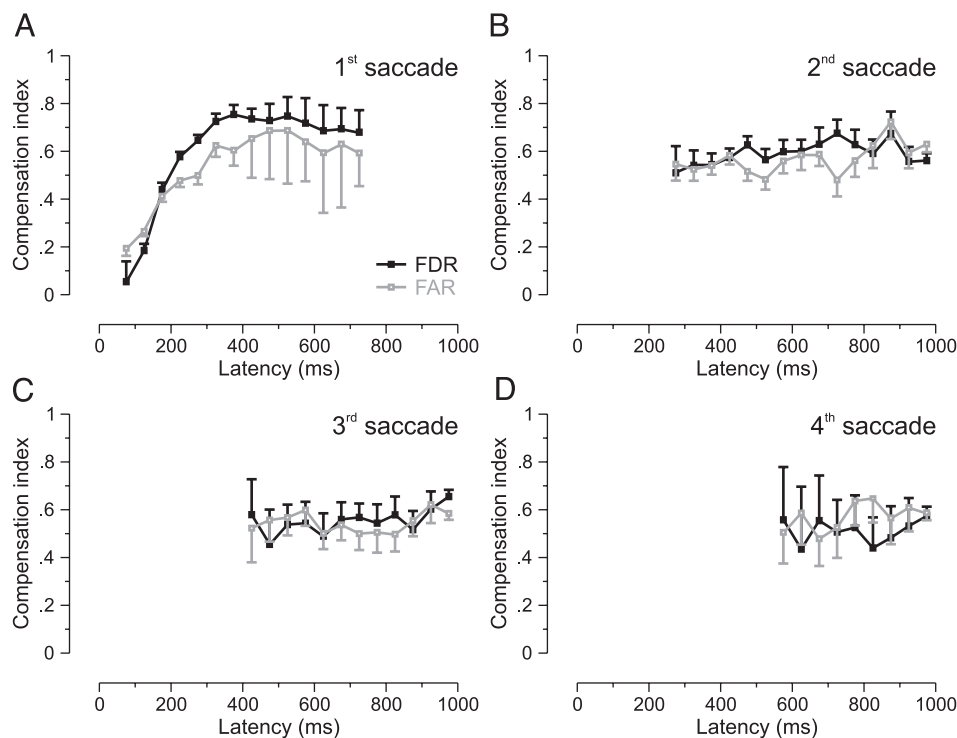 A
1st saccade
Compensation index
1
.8
.6
.4
.2
0
FDR
FAR
0 200 400 600 800 1000
Latency (ms)
B
2nd saccade
Compensation index
1
.8
.6
.4
.2
0
0 200 400 600 800 1000
Latency (ms)
C
3rd saccade
Compensation index
1
.8
.6
.4
.2
0
0 200 400 600 800 1000
Latency (ms)
D
4th saccade
Compensation index
1
.8
.6
.4
.2
0
0 200 400 600 800 1000
Latency (ms)